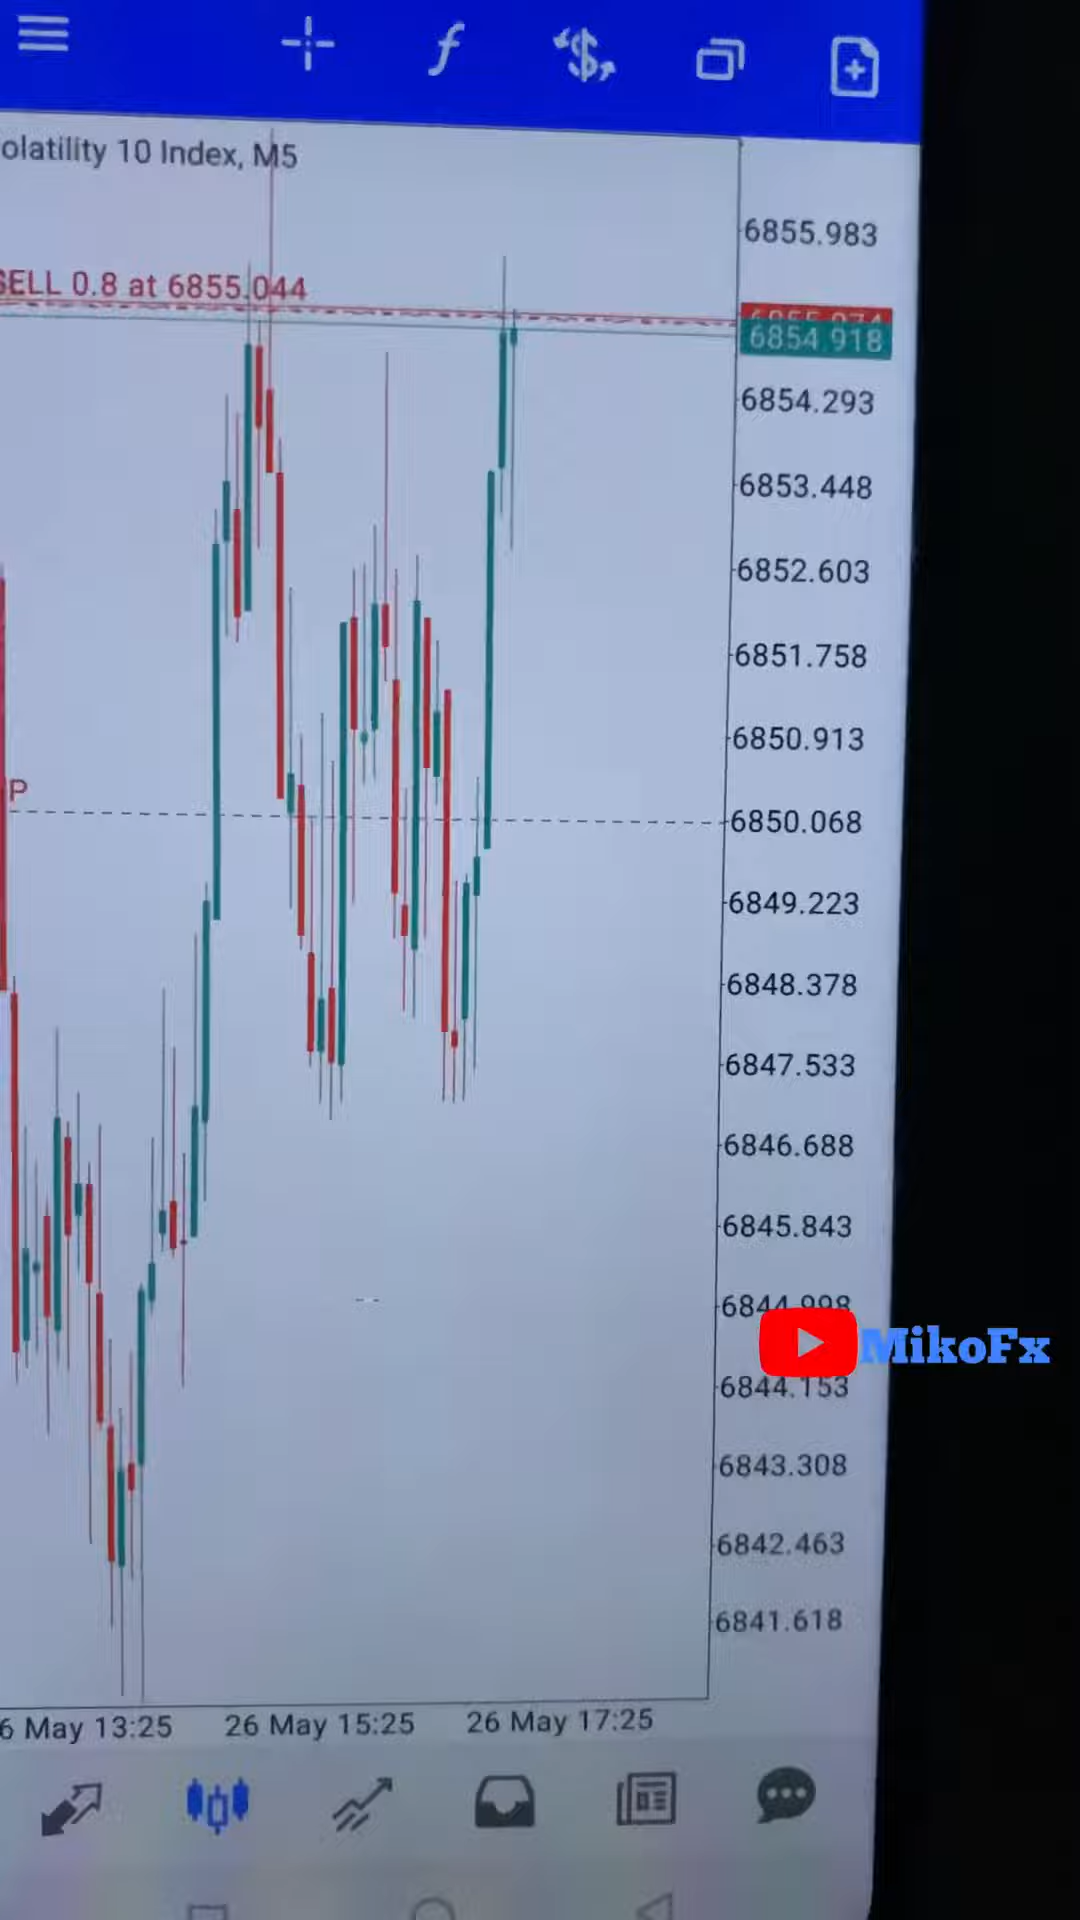 olatility 10 Index, M5
6855.983
SELL 0.8 at 6855.044
6854.918
6854.293
6853.448
6852.603
6851.758
6850.913
P
6850.068
6849.223
6848.378
6847.533
6846.688
6845.843
6844.998
MikoFx
6844.153
6843.308
6842.463
6841.618
6 May 13:25
26 May 15:25
26 May 17:25